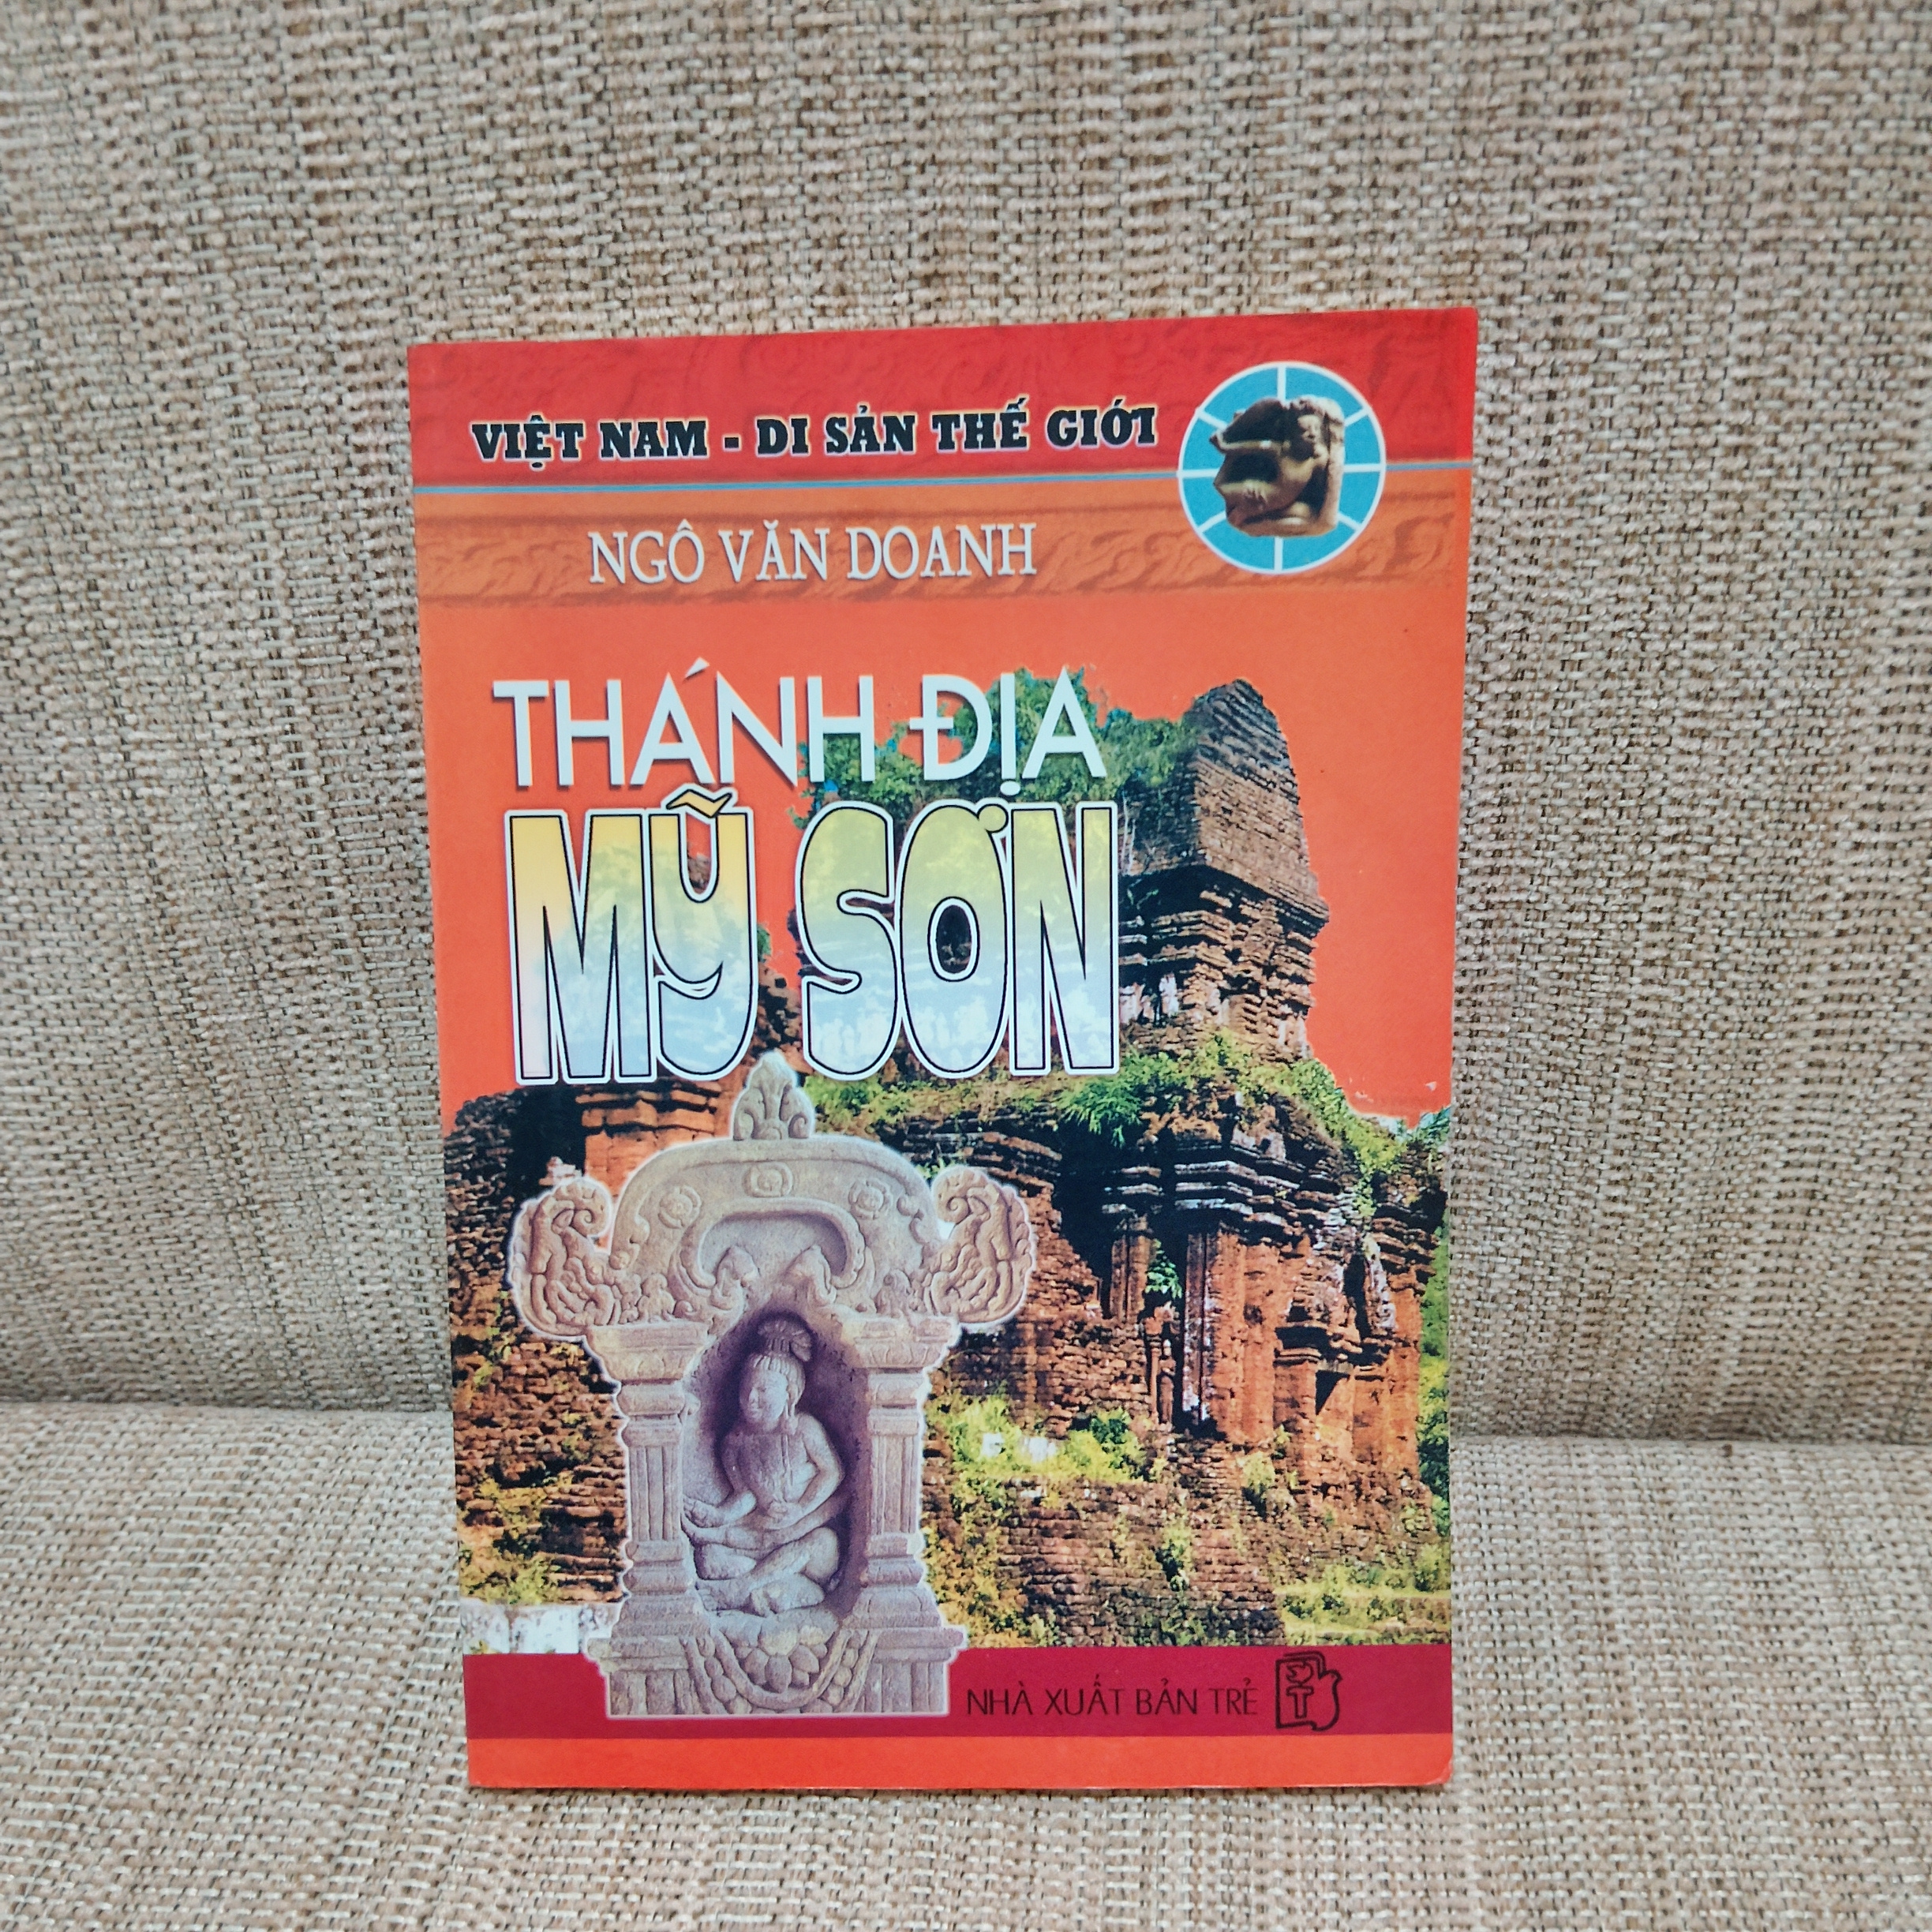 VIỆT NAM - DI SẢN THẾ GIỚI
NGÔ VĂN DOANH
THÁNH ĐỊA
MỸ SƠN
NHÀ XUẤT BẢN TRẺ